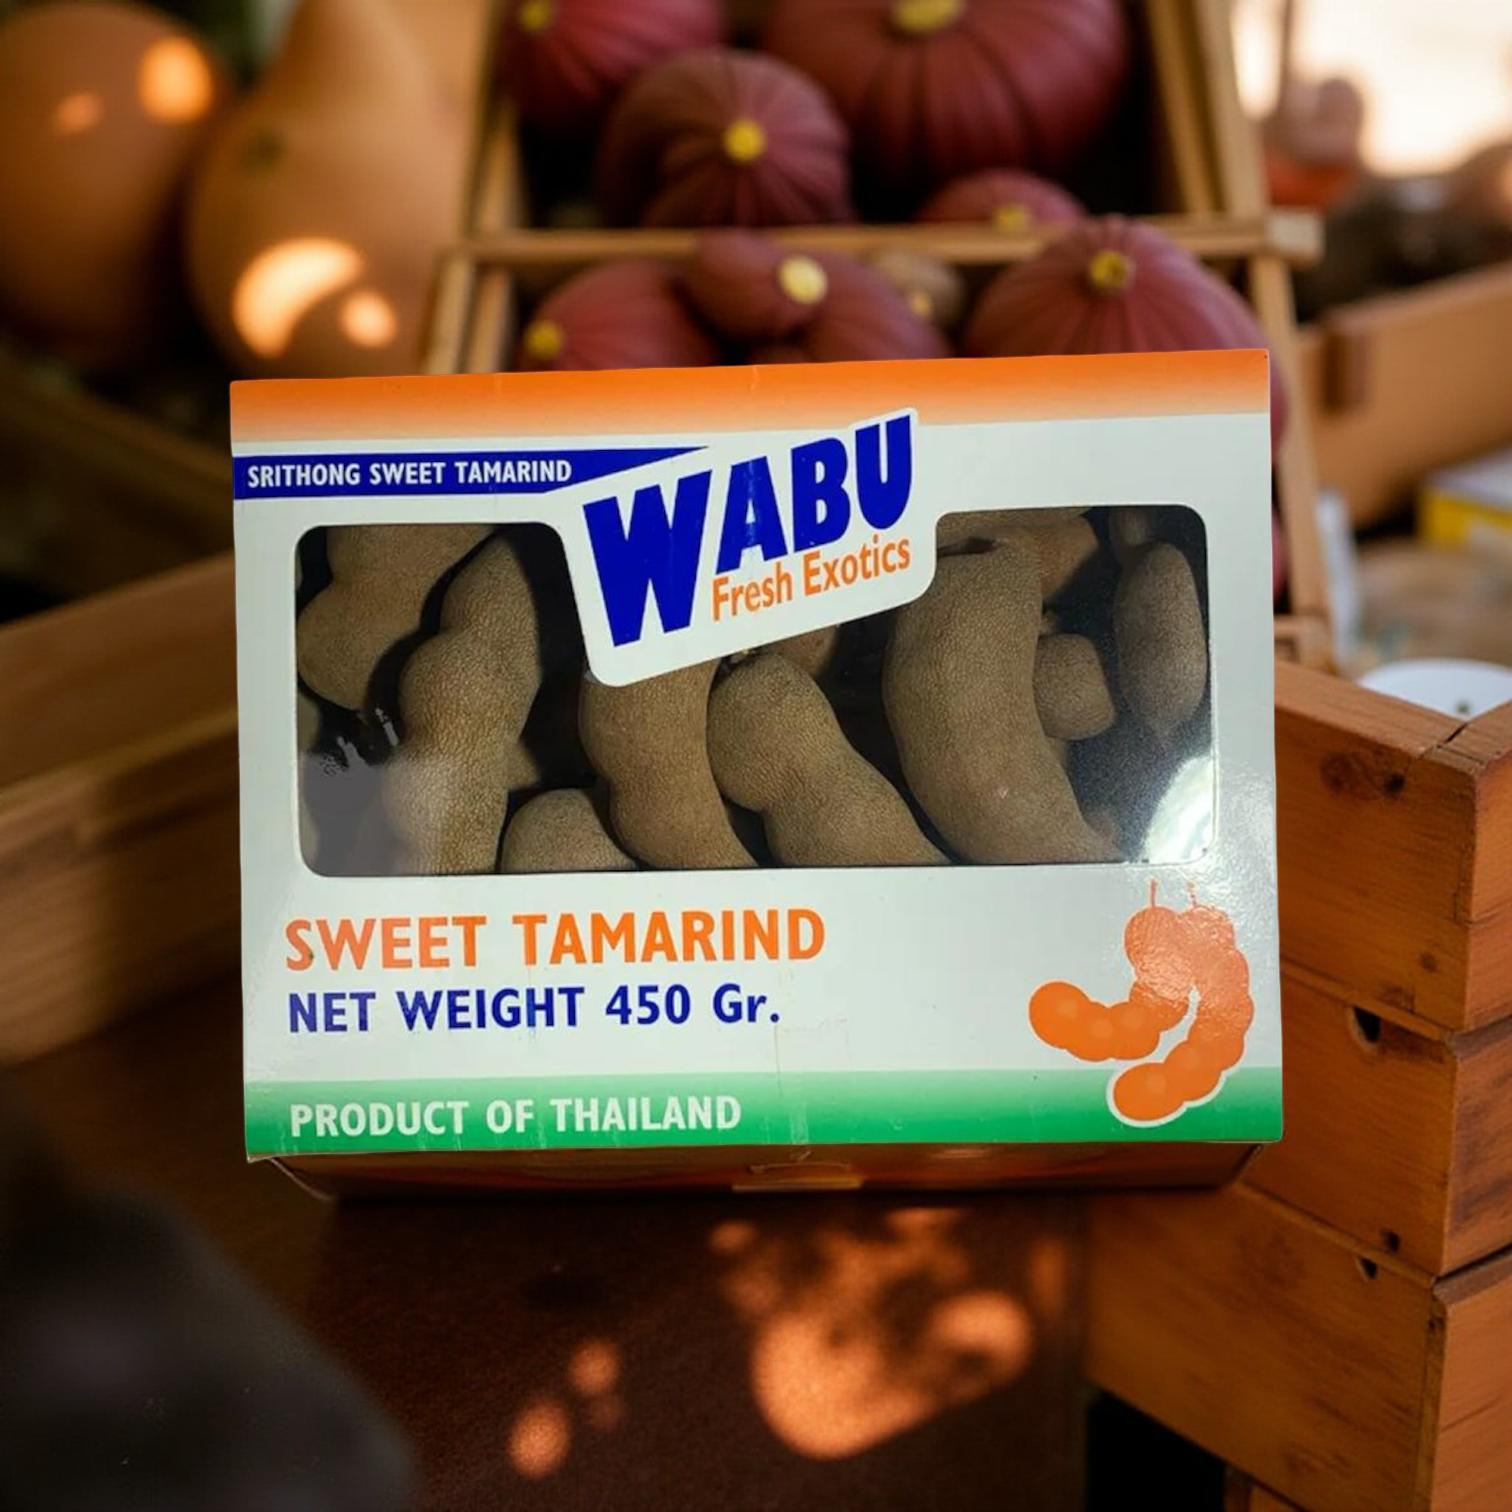 SRITHONG SWEET TAMARIND
WABU
Fresh Exotics
SWEET TAMARIND
NET WEIGHT 450 Gr.
PRODUCT OF THAILAND